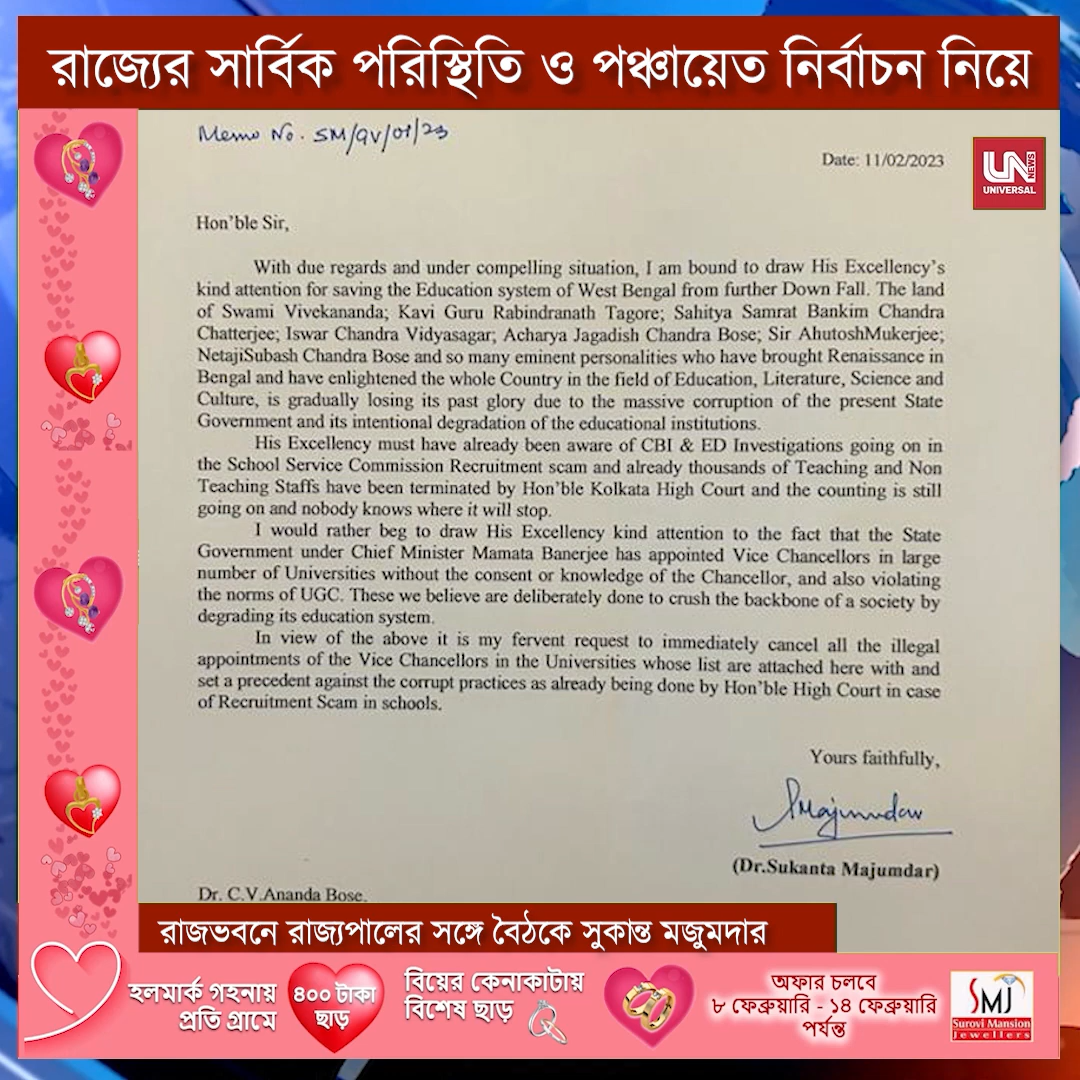 রাজ্যের সার্বিক পরিস্থিতি ও পঞ্চায়েত নির্বাচন নিয়ে
Memo No. SM/GV/01/23
Date: 11/02/2023
UN NEWS
UNIVERSAL
Hon'ble Sir,
With due regards and under compelling situation, I am bound to draw His Excellency's
kind attention for saving the Education system of West Bengal from further Down Fall. The land
of Swami Vivekananda; Kavi Guru Rabindranath Tagore; Sahitya Samrat Bankim Chandra
Chatterjee; Iswar Chandra Vidyasagar; Acharya Jagadish Chandra Bose; Sir AhutoshMukerjee;
NetajiSubash Chandra Bose and so many eminent personalities who have brought Renaissance in
Bengal and have enlightened the whole Country in the field of Education, Literature, Science and
Culture, is gradually losing its past glory due to the massive corruption of the present State
Government and its intentional degradation of the educational institutions.
His Excellency must have already been aware of CBI & ED Investigations going on in
the School Service Commission Recruitment scam and already thousands of Teaching and Non
Teaching Staffs have been terminated by Hon'ble Kolkata High Court and the counting is still
going on and nobody knows where it will stop.
I would rather beg to draw His Excellency kind attention to the fact that the State
Government under Chief Minister Mamata Banerjee has appointed Vice Chancellors in large
number of Universities without the consent or knowledge of the Chancellor, and also violating
the norms of UGC. These we believe are deliberately done to crush the backbone of a society by
degrading its education system.
In view of the above it is my fervent request to immediately cancel all the illegal
appointments of the Vice Chancellors in the Universities whose list are attached here with and
set a precedent against the corrupt practices as already being done by Hon'ble High Court in case
of Recruitment Scam in schools.
Yours faithfully,
SMajumdar
(Dr.Sukanta Majumdar)
Dr. C.V.Ananda Bose,
রাজভবনে রাজ্যপালের সঙ্গে বৈঠকে সুকান্ত মজুমদার
হলমার্ক গহনায়
প্রতি গ্রামে
৪০০ টাকা
ছাড়
বিয়ের কেনাকাটায়
বিশেষ ছাড়
অফার চলবে
৮ ফেব্রুয়ারি - ১৪ ফেব্রুয়ারি
পর্যন্ত
SMJ
Surovi Mansion
Jewellers